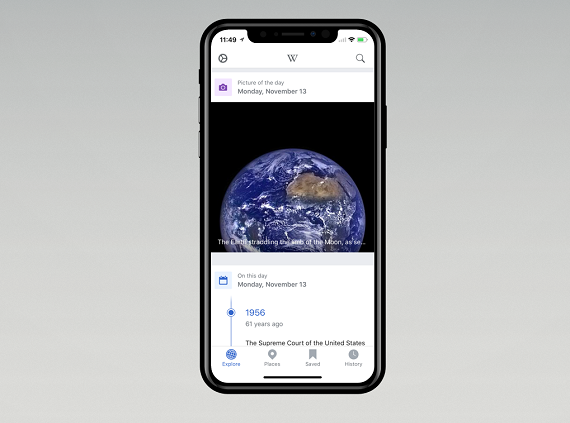 11:49
W
Picture of the day
Monday, November 13
The Earth straddling the limb of the Moon, as se...
On this day
Monday, November 13
1956
61 years ago
The Supreme Court of the United States
Explore
Places
Saved
History